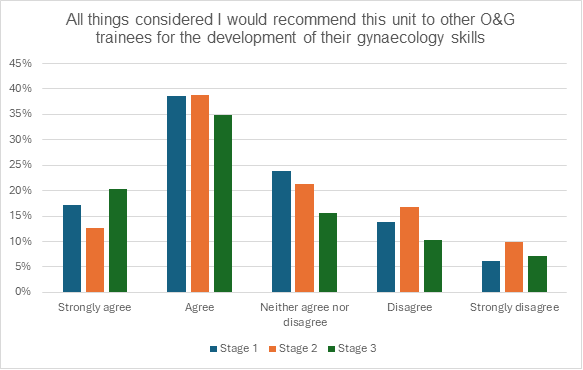 All things considered I would recommend this unit to other O&G
trainees for the development of their gynaecology skills
45%
40%
35%
30%
25%
20%
15%
10%
5%
0%
Strongly agree
Agree
Neither agree nor
disagree
Disagree
Strongly disagree
Stage 1
Stage 2
Stage 3